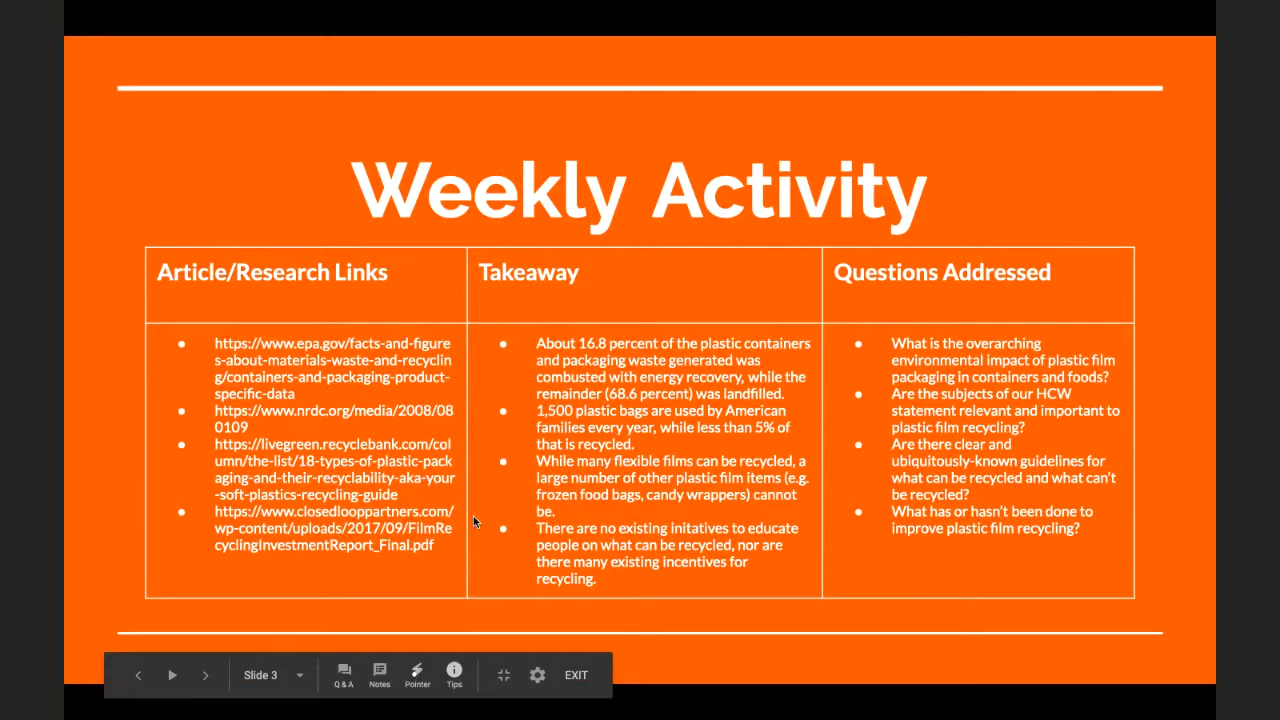 Weekly Activity
Article/Research Links
Takeaway
Questions Addressed
● https://www.epa.gov/facts-and-figure
s-about-materials-waste-and-recyclin
g/containers-and-packaging-product-
specific-data
● https://www.nrdc.org/media/2008/08
0109
● https://livegreen.recyclebank.com/col
umn/the-list/18-types-of-plastic-pack
aging-and-their-recyclability-aka-your
-soft-plastics-recycling-guide
● https://www.closedlooppartners.com/
wp-content/uploads/2017/09/FilmRe
cyclingInvestmentReport_Final.pdf
● About 16.8 percent of the plastic containers
and packaging waste generated was
combusted with energy recovery, while the
remainder (68.6 percent) was landfilled.
● 1,500 plastic bags are used by American
families every year, while less than 5% of
that is recycled.
● While many flexible films can be recycled, a
large number of other plastic film items (e.g.
frozen food bags, candy wrappers) cannot
be.
● There are no existing initatives to educate
people on what can be recycled, nor are
there many existing incentives for
recycling.
● What is the overarching
environmental impact of plastic film
packaging in containers and foods?
● Are the subjects of our HCW
statement relevant and important to
plastic film recycling?
● Are there clear and
ubiquitously-known guidelines for
what can be recycled and what can't
be recycled?
● What has or hasn't been done to
improve plastic film recycling?
Slide 3
Q & A
Notes
Pointer
Tips
EXIT